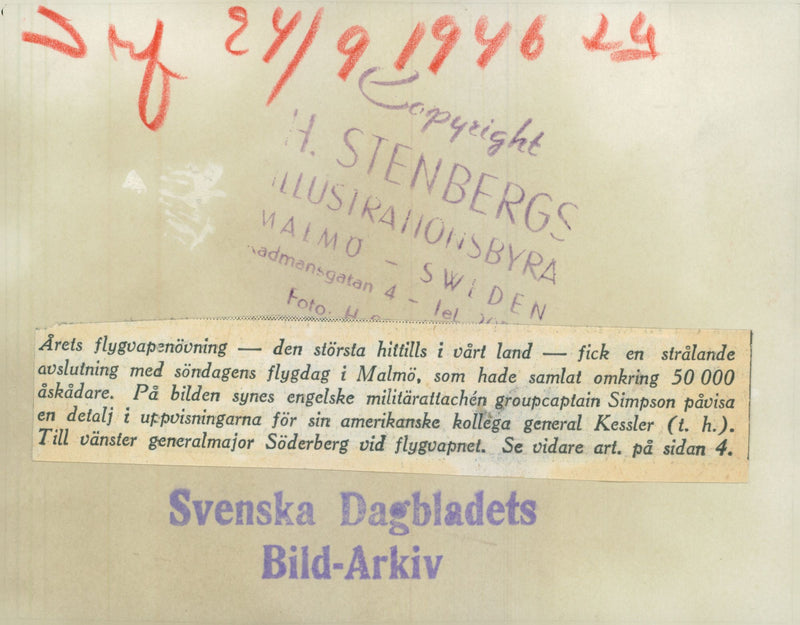 Inf 24/9 1946
Copyright
H. STENBERGS
ILLUSTRATIONSBYRÅ
MALMÖ - SWEDEN
Rådmansgatan 4 - Tel.
Foto: H.
Årets flygvapenövning — den största hittills i vårt land — fick en strålande
avslutning med söndagens flygdag i Malmö, som hade samlat omkring 50 000
åskådare. På bilden synes engelske militärattachén groupcaptain Simpson påvisa
en detalj i uppvisningarna för sin amerikanske kollega general Kessler (t. h.).
Till vänster generalmajor Söderberg vid flygvapnet. Se vidare art. på sidan 4.
Svenska Dagbladets
Bild-Arkiv